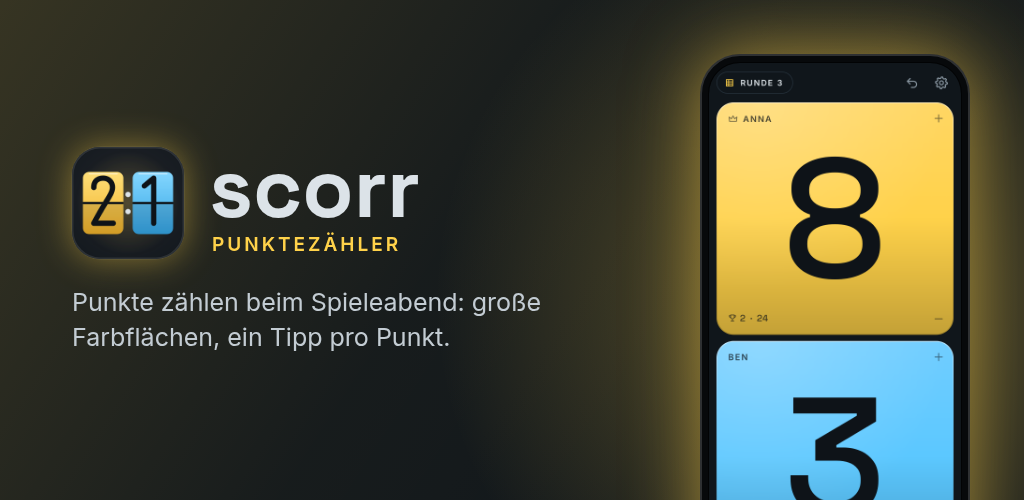 2:1
scorr
PUNKTEZÄHLER
Punkte zählen beim Spieleabend: große
Farbflächen, ein Tipp pro Punkt.
RUNDE 3
ANNA +
8
2 · 24 −
BEN +
3